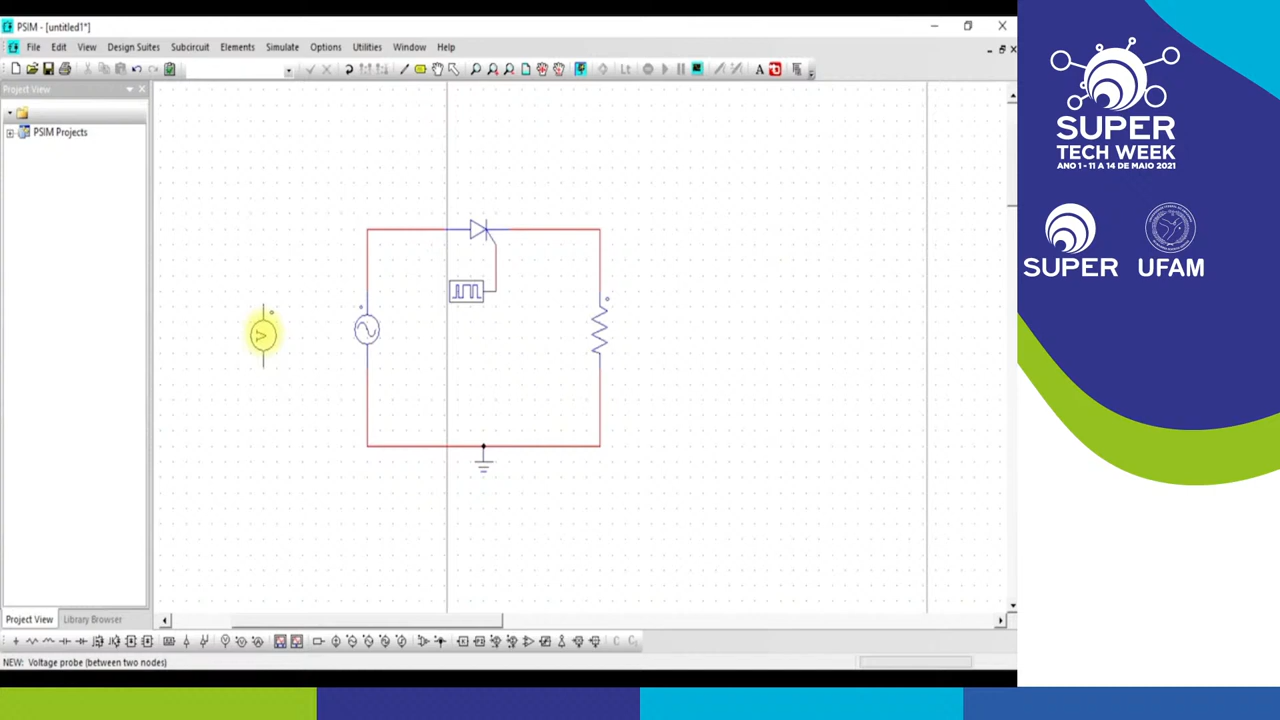 PSIM - [untitled1*]
File Edit View Design Suites Subcircuit Elements Simulate Options Utilities Window Help
Lt A
Project View
PSIM Projects
V
Project View Library Browser
NEW: Voltage probe (between two nodes)
SUPER
TECH WEEK
ANO 1 - 11 A 14 DE MAIO 2021
SUPER UFAM